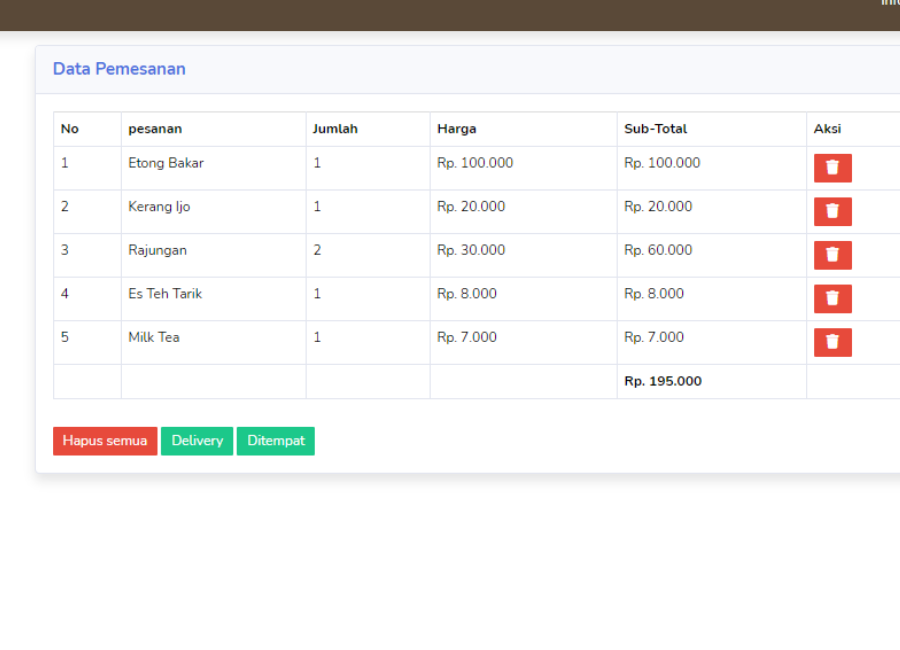 Data Pemesanan
No pesanan Jumlah Harga Sub-Total Aksi
1 Etong Bakar 1 Rp. 100.000 Rp. 100.000
2 Kerang Ijo 1 Rp. 20.000 Rp. 20.000
3 Rajungan 2 Rp. 30.000 Rp. 60.000
4 Es Teh Tarik 1 Rp. 8.000 Rp. 8.000
5 Milk Tea 1 Rp. 7.000 Rp. 7.000
Rp. 195.000
Hapus semua Delivery Ditempat